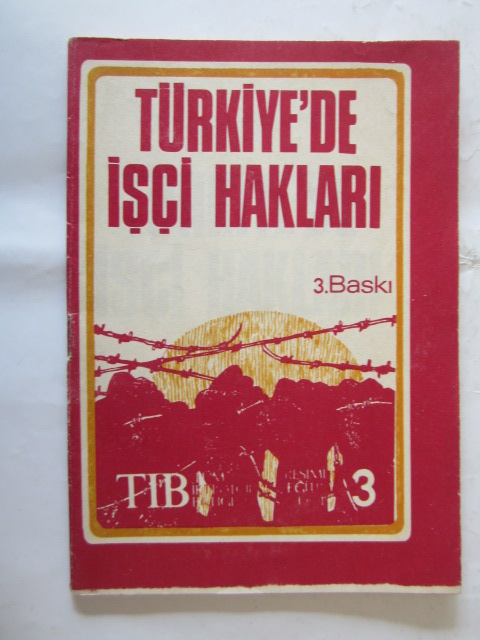 TÜRKİYE'DE
İŞÇİ HAKLARI
3.Baskı
TIB
3